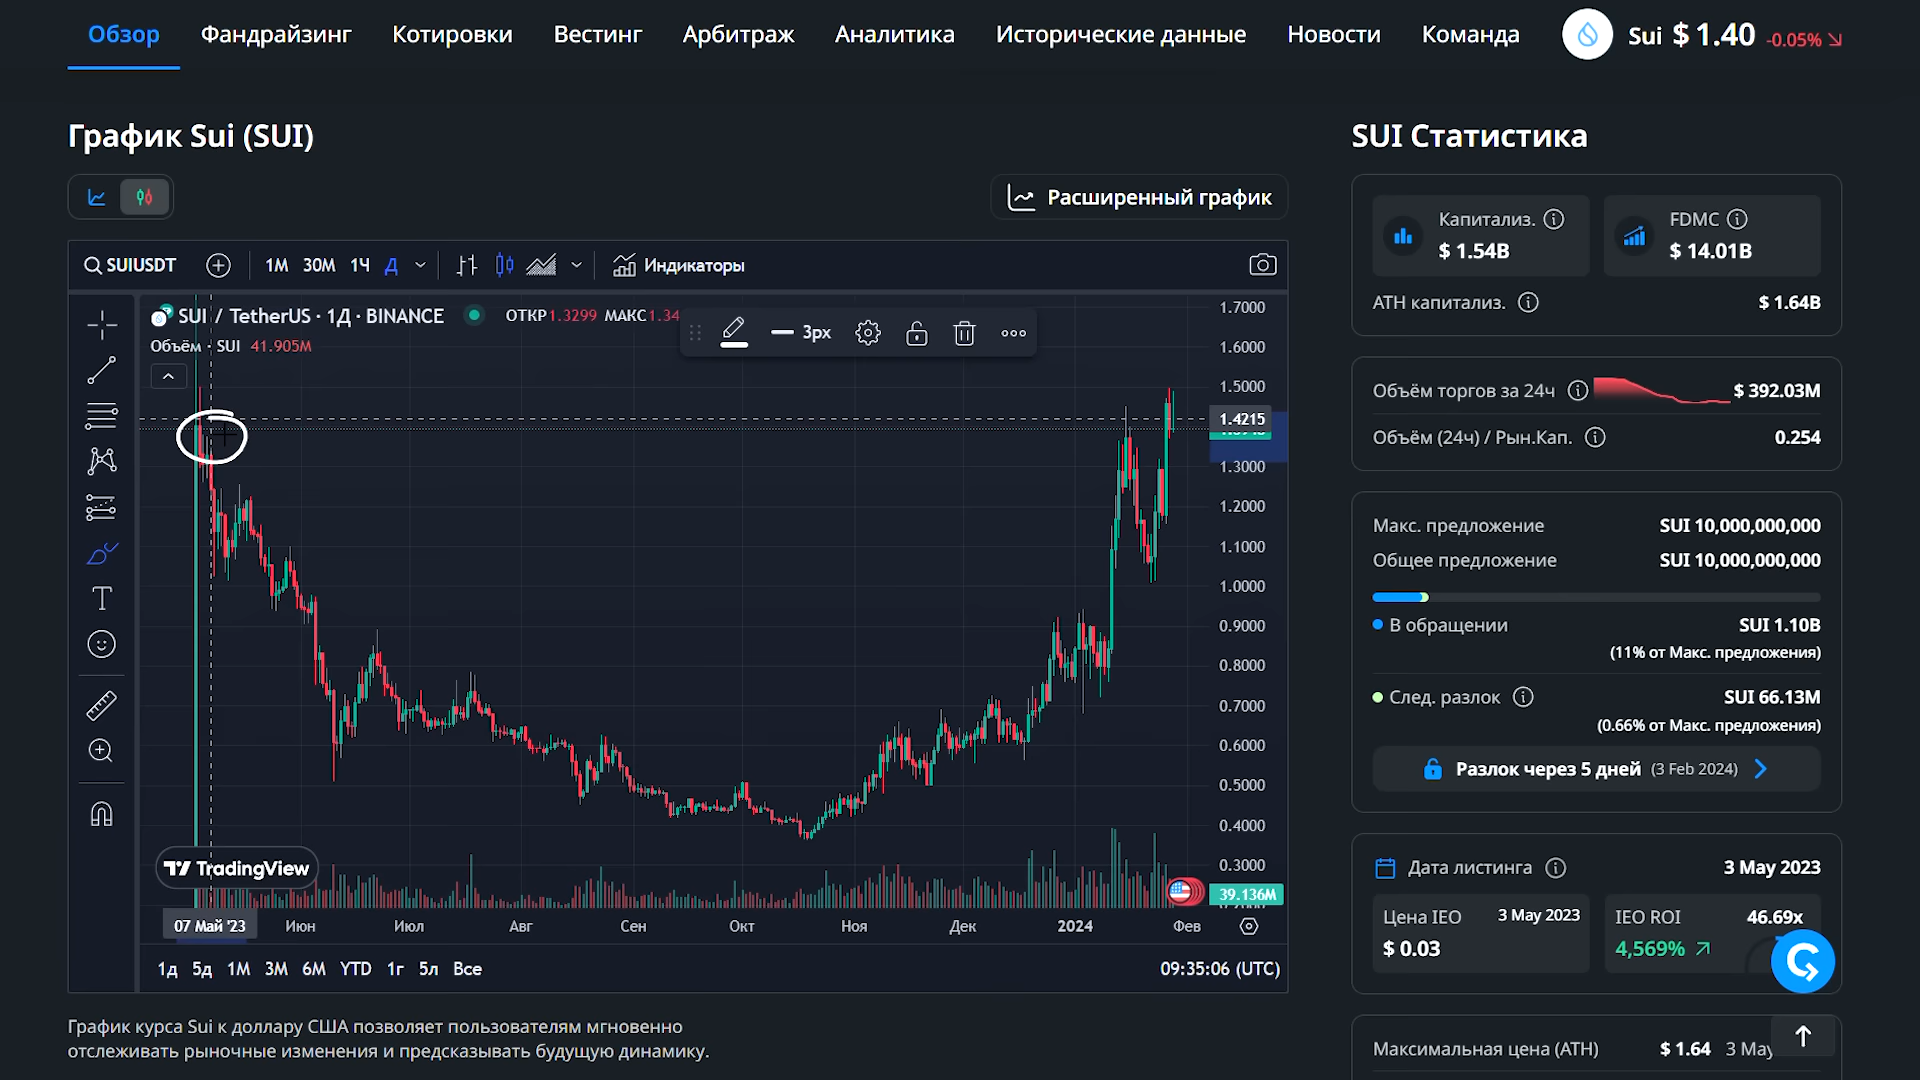 Обзор Фандрайзинг Котировки Вестинг Арбитраж Аналитика Исторические данные Новости Команда Sui $ 1.40 -0.05%
График Sui (SUI)
Расширенный график
SUIUSDT 1М 30М 1Ч Д Индикаторы
SUI / TetherUS · 1Д · BINANCE ОТКР1.3299 МАКС1.34
Объём · SUI 41.905M
3px
1.7000
1.6000
1.5000
1.4215
1.3000
1.2000
1.1000
1.0000
0.9000
0.8000
0.7000
0.6000
0.5000
0.4000
0.3000
39.136M
TradingView
07 Май '23 Июн Июл Авг Сен Окт Ноя Дек 2024 Фев
1д 5д 1М 3М 6М YTD 1г 5л Все 09:35:06 (UTC)
График курса Sui к доллару США позволяет пользователям мгновенно
отслеживать рыночные изменения и предсказывать будущую динамику.
SUI Статистика
Капитализ. $ 1.54B
FDMC $ 14.01B
ATH капитализ. $ 1.64B
Объём торгов за 24ч $ 392.03M
Объём (24ч) / Рын.Кап. 0.254
Макс. предложение SUI 10,000,000,000
Общее предложение SUI 10,000,000,000
В обращении SUI 1.10B
(11% от Макс. предложения)
След. разлок SUI 66.13M
(0.66% от Макс. предложения)
Разлок через 5 дней (3 Feb 2024)
Дата листинга 3 May 2023
Цена IEO 3 May 2023
$ 0.03
IEO ROI 46.69x
4,569%
Максимальная цена (ATH) $ 1.64 3 May